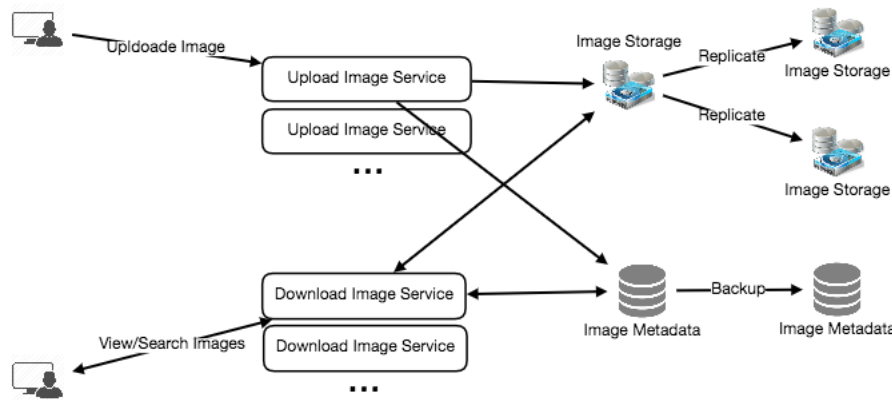 Upldoade Image
Image Storage
Upload Image Service
Replicate
Image Storage
Upload Image Service
Replicate
...
Image Storage
Download Image Service
Backup
Image Metadata
Image Metadata
View/Search Images
Download Image Service
...